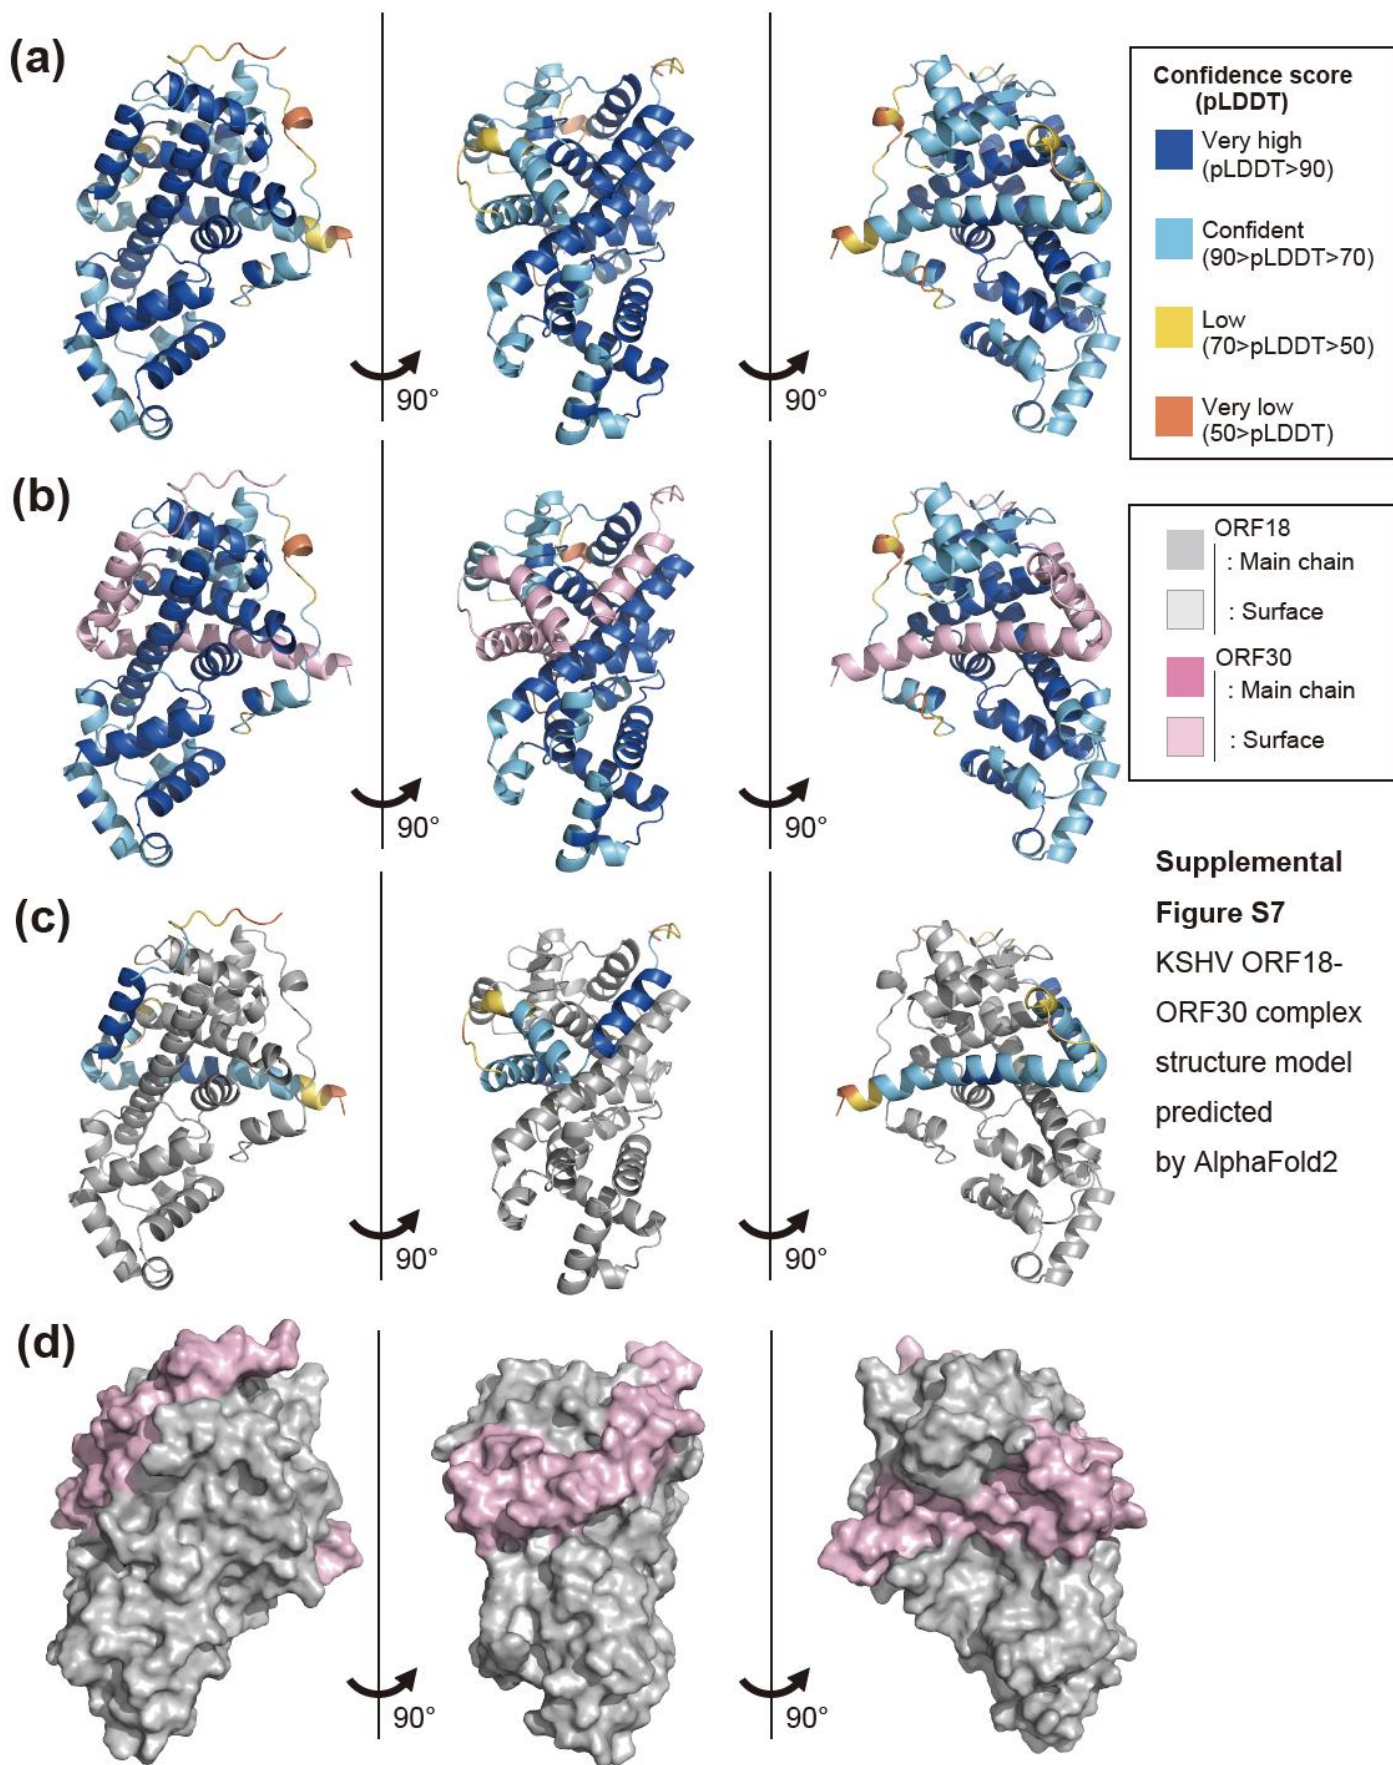 (a)
90°
90°
Confidence score
(pLDDT)
Very high
(pLDDT>90)
Confident
(90>pLDDT>70)
Low
(70>pLDDT>50)
Very low
(50>pLDDT)
(b)
90°
90°
ORF18
: Main chain
: Surface
ORF30
: Main chain
: Surface
(c)
90°
90°
Supplemental
Figure S7
KSHV ORF18-
ORF30 complex
structure model
predicted
by AlphaFold2
(d)
90°
90°